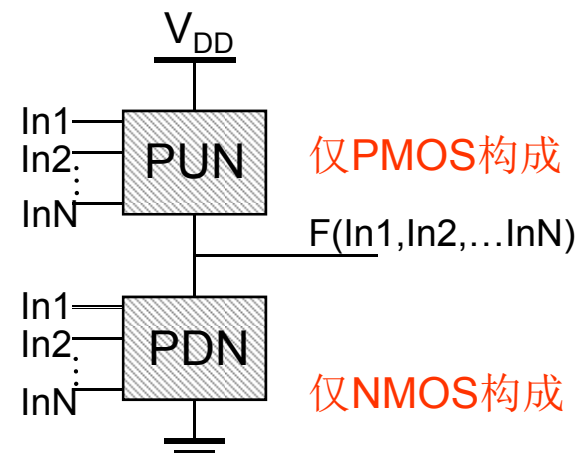 VDD
In1
In2
InN
PUN
仅PMOS构成
F(In1,In2,…InN)
In1
In2
InN
PDN
仅NMOS构成